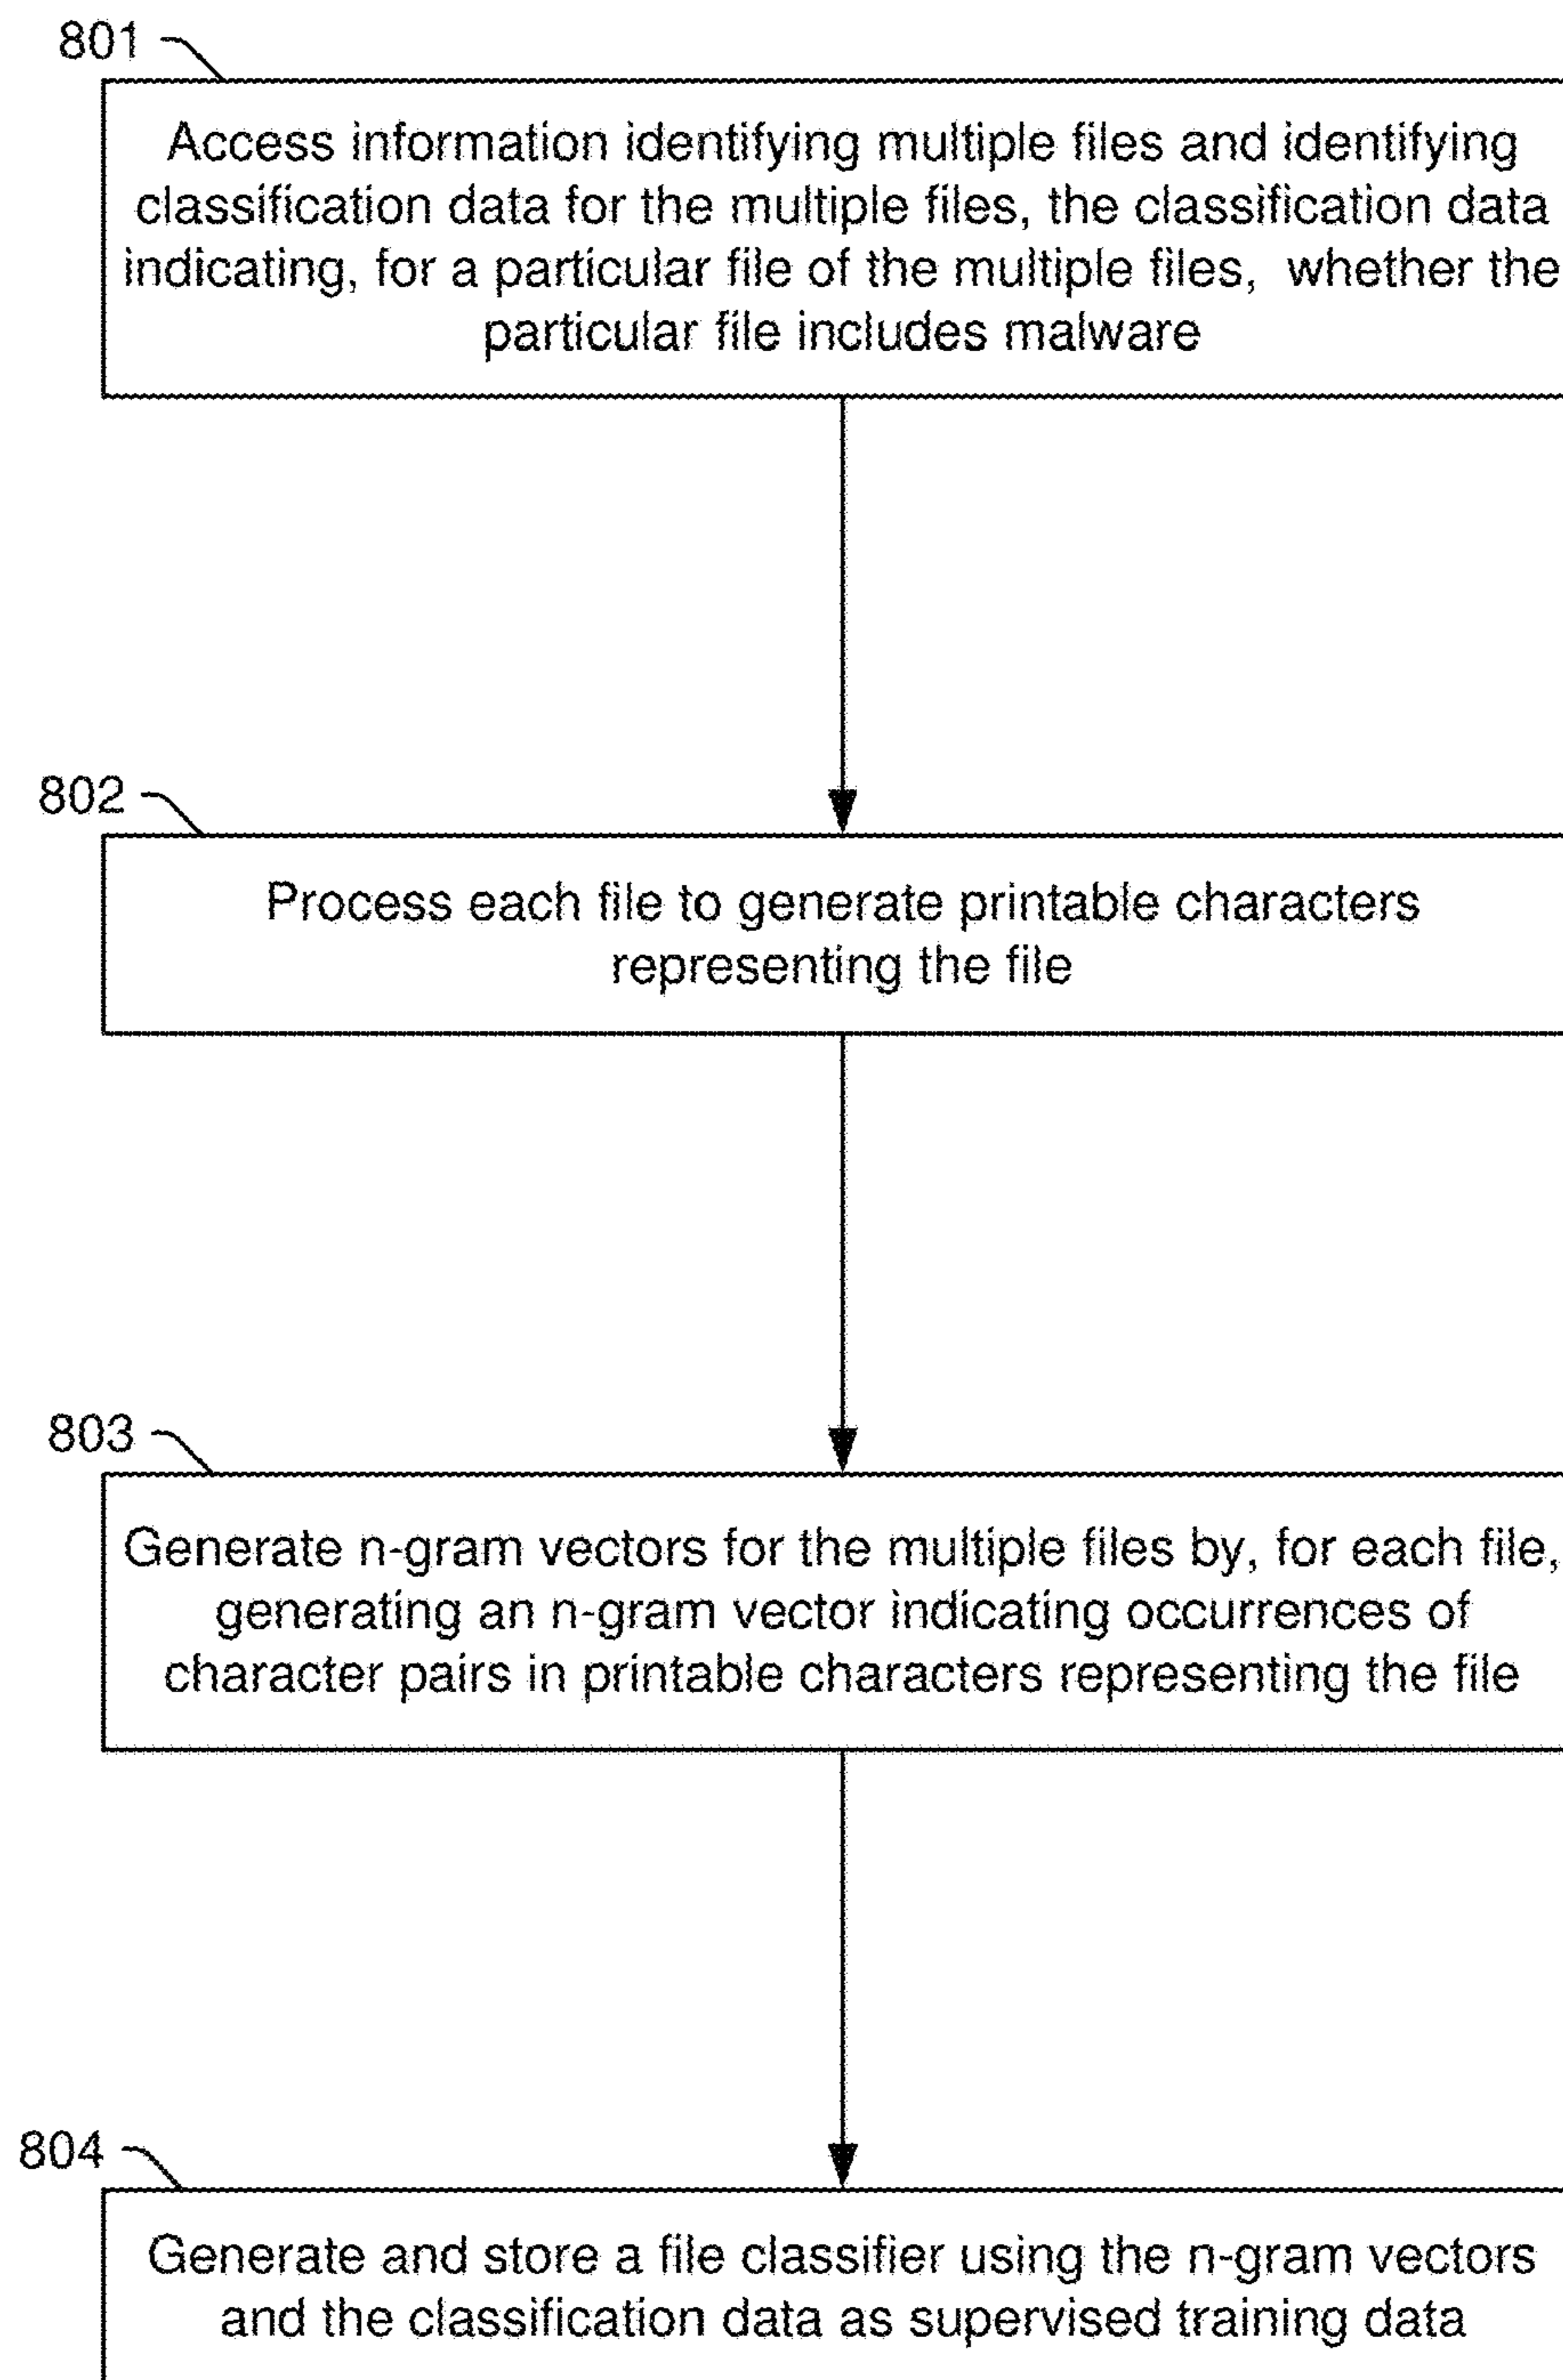 801
Access information identifying multiple files and identifying
classification data for the multiple files, the classification data
indicating, for a particular file of the multiple files, whether the
particular file includes malware
802
Process each file to generate printable characters
representing the file
803
Generate n-gram vectors for the multiple files by, for each file,
generating an n-gram vector indicating occurrences of
character pairs in printable characters representing the file
804
Generate and store a file classifier using the n-gram vectors
and the classification data as supervised training data